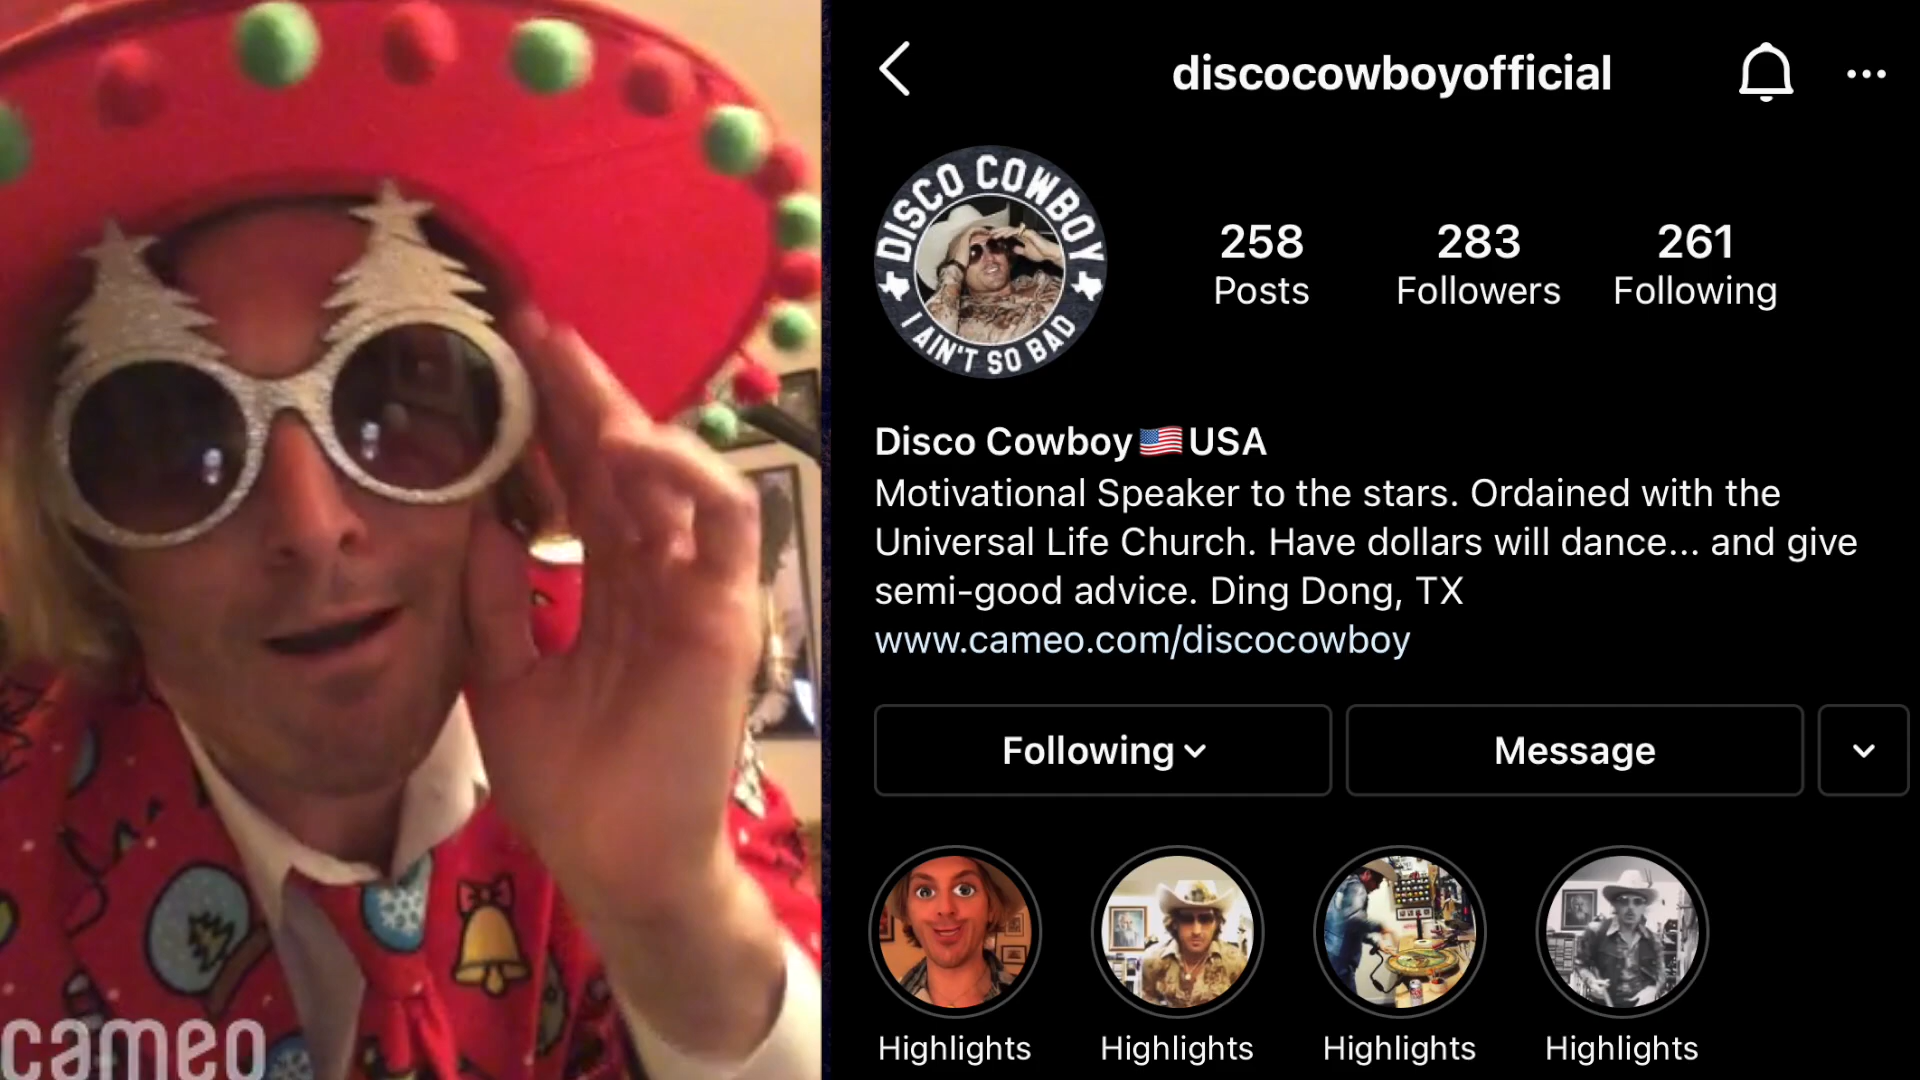 cameo
discocowboyofficial
DISCO COWBOY
I AIN'T SO BAD
258 283 261
Posts Followers Following
Disco Cowboy🇺🇸USA
Motivational Speaker to the stars. Ordained with the
Universal Life Church. Have dollars will dance... and give
semi-good advice. Ding Dong, TX
www.cameo.com/discocowboy
Following Message
Highlights Highlights Highlights Highlights